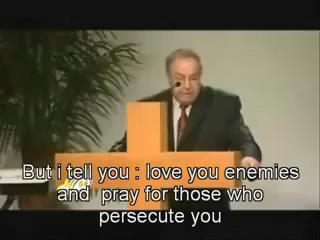 But i tell you : love you enemies
and pray for those who
persecute you